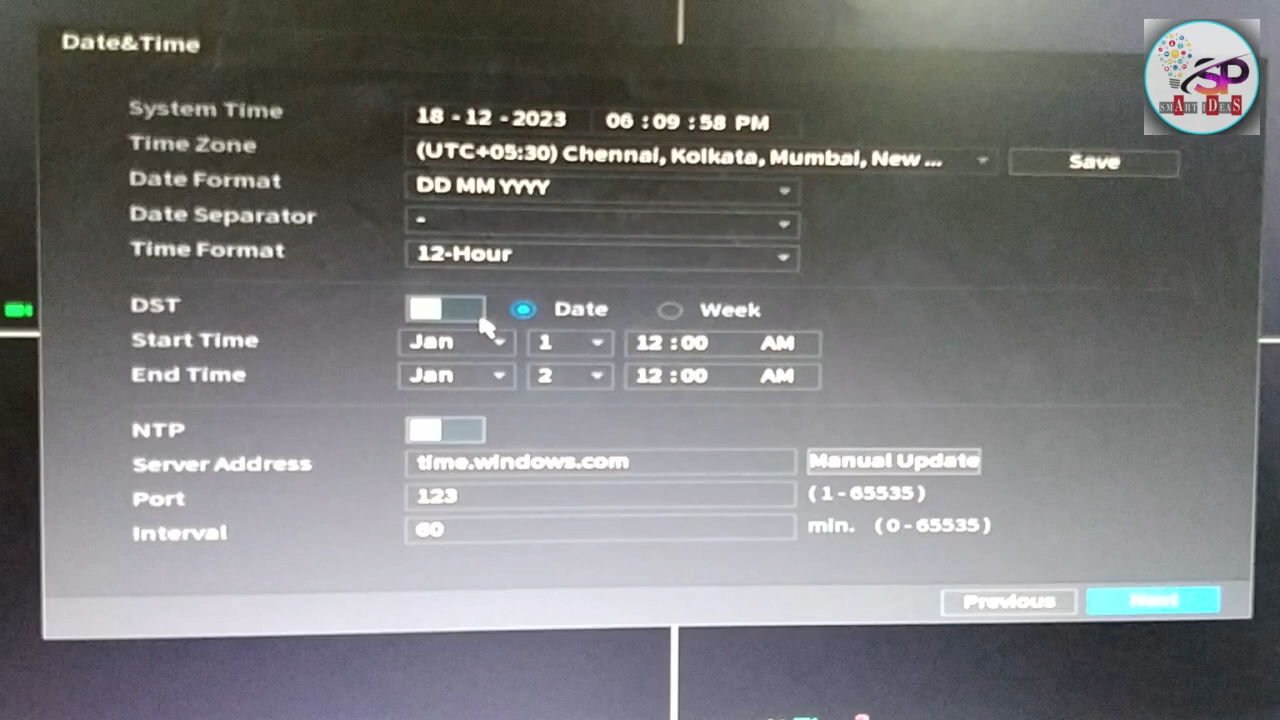 Date&Time
SP
SMART IDEAS
System Time 18 - 12 - 2023 06 : 09 : 58 PM
Time Zone (UTC+05:30) Chennai, Kolkata, Mumbai, New ... Save
Date Format DD MM YYYY
Date Separator -
Time Format 12-Hour
DST Date Week
Start Time Jan 1 12 : 00 AM
End Time Jan 2 12 : 00 AM
NTP
Server Address time.windows.com Manual Update
Port 123 (1 - 65535)
Interval 60 min. (0 - 65535)
Previous Next